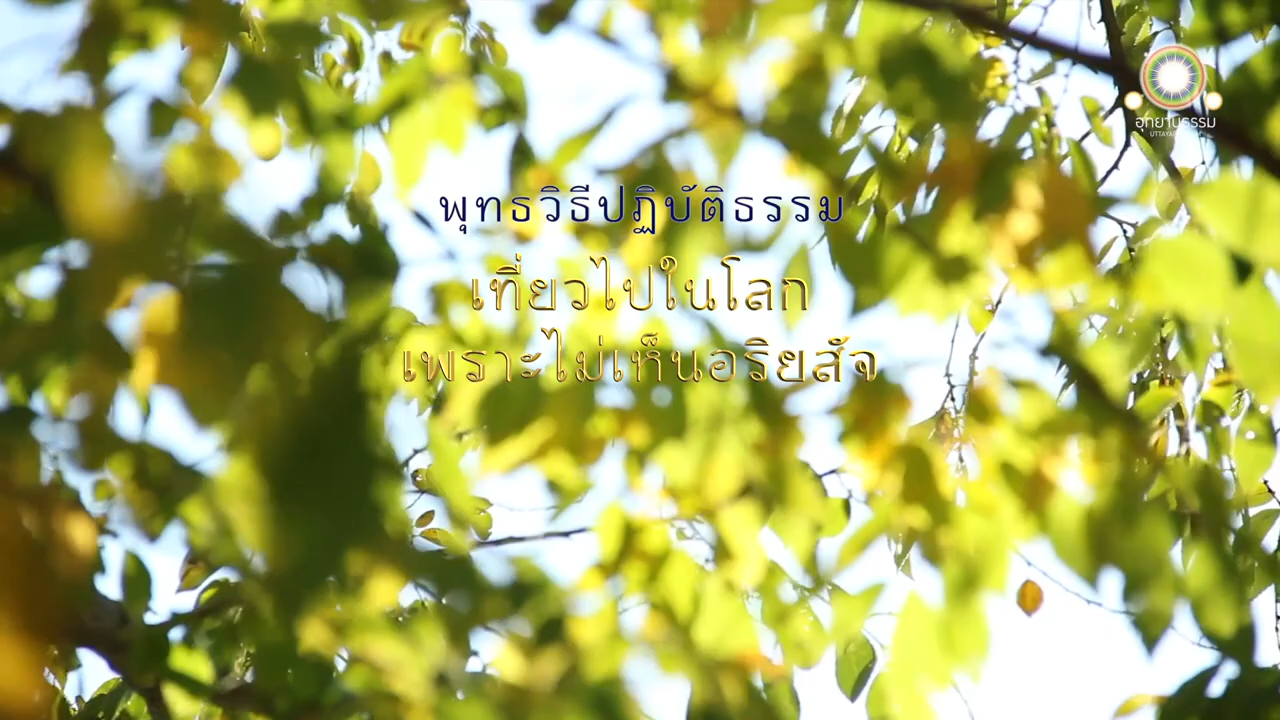 อุทยานธรรม
พุทธวิธีปฏิบัติธรรม
เที่ยวไปในโลก
เพราะไม่เห็นอริยสัจ